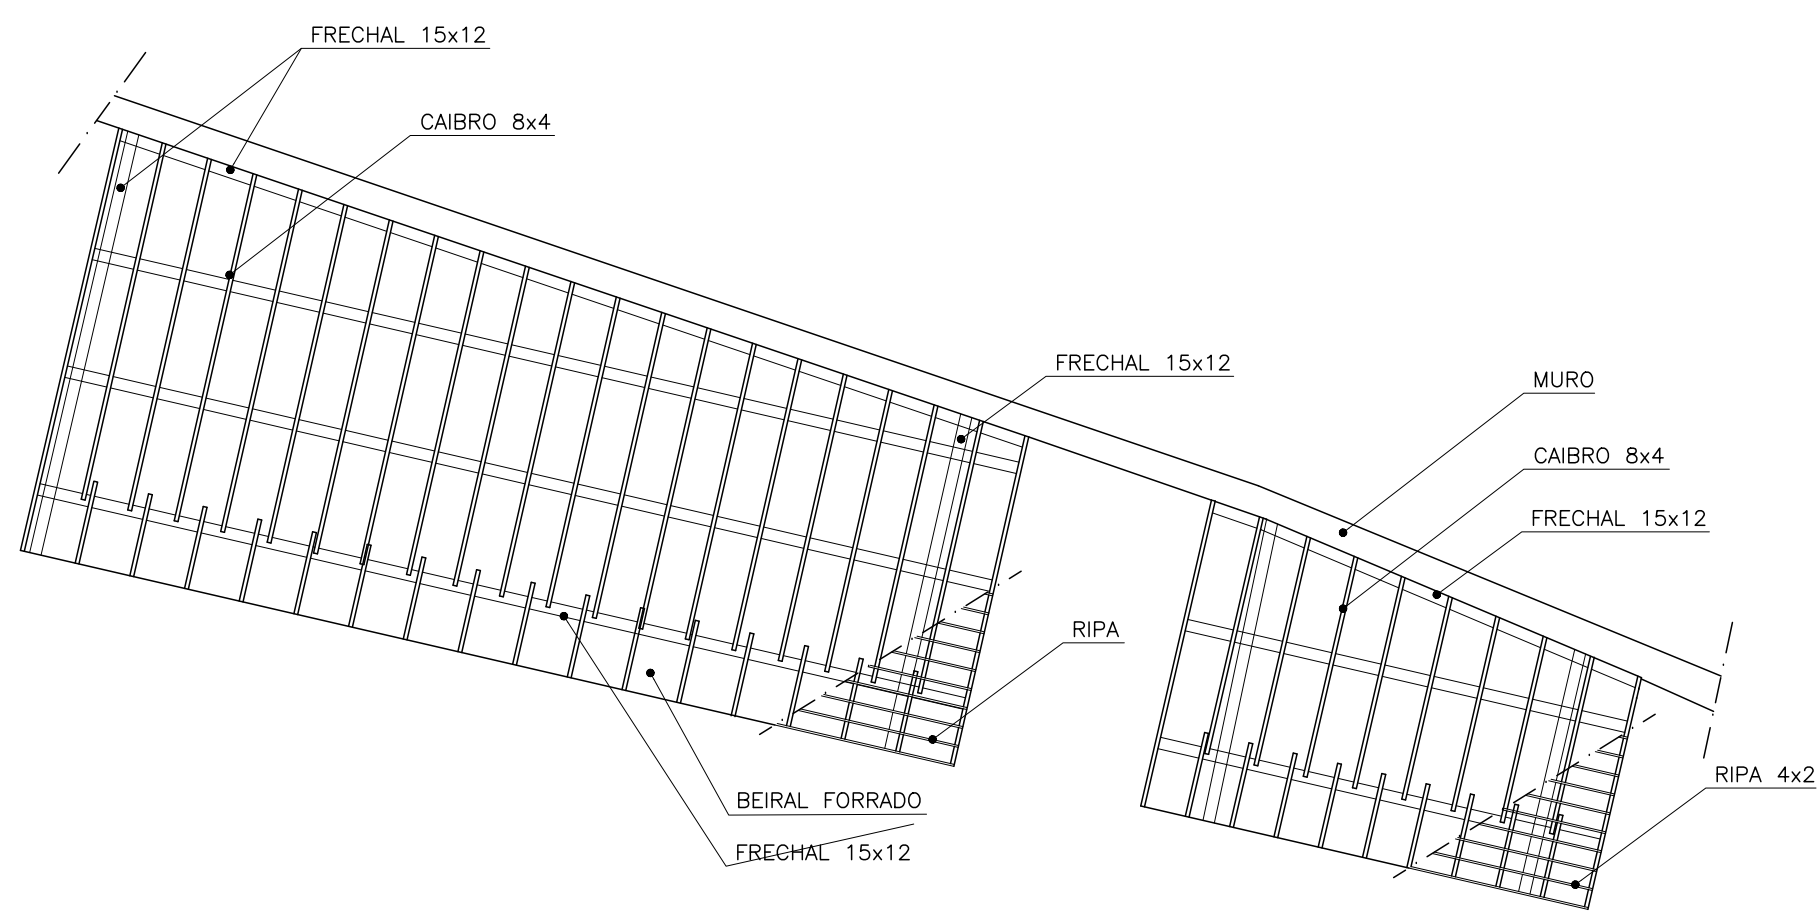 FRECHAL 15x12
CAIBRO 8x4
FRECHAL 15x12
MURO
CAIBRO 8x4
FRECHAL 15x12
RIPA
RIPA 4x2
BEIRAL FORRADO
FRECHAL 15x12